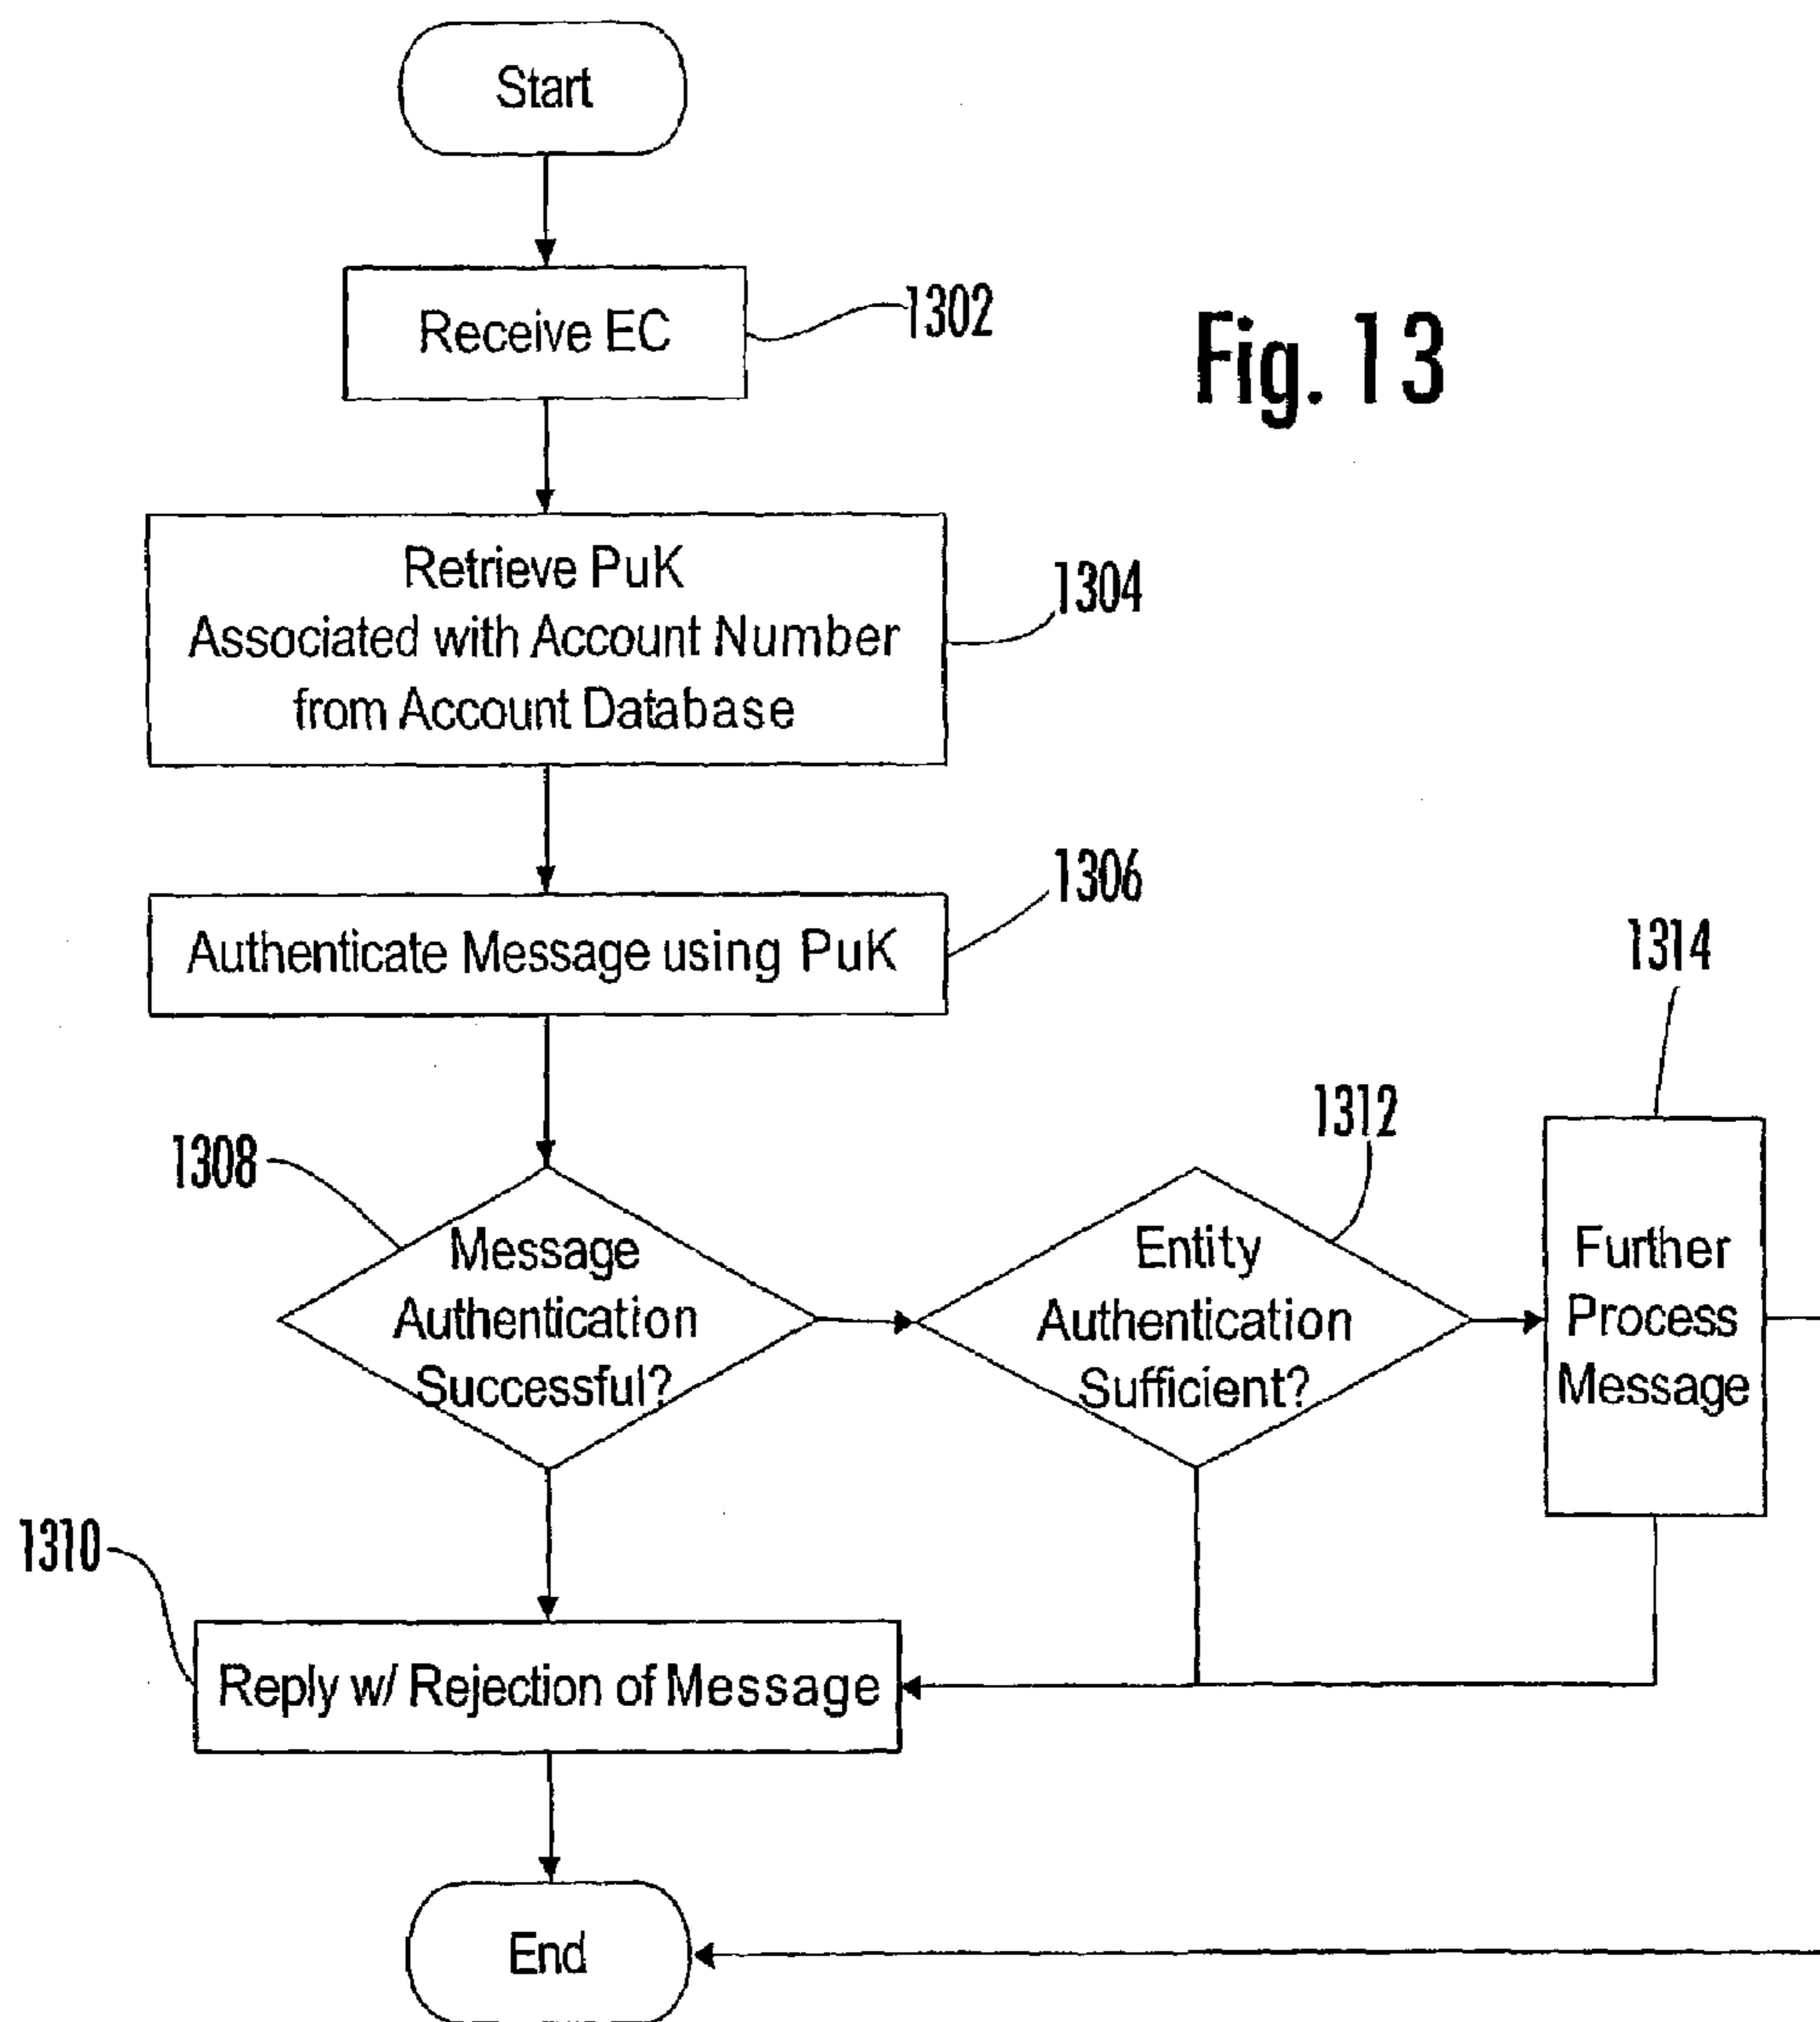 Start
Receive EC
1302
Fig. 13
Retrieve PuK
Associated with Account Number
from Account Database
1304
Authenticate Message using PuK
1306
1308
Message
Authentication
Successful?
1312
Entity
Authentication
Sufficient?
1314
Further
Process
Message
1310
Reply w/ Rejection of Message
End